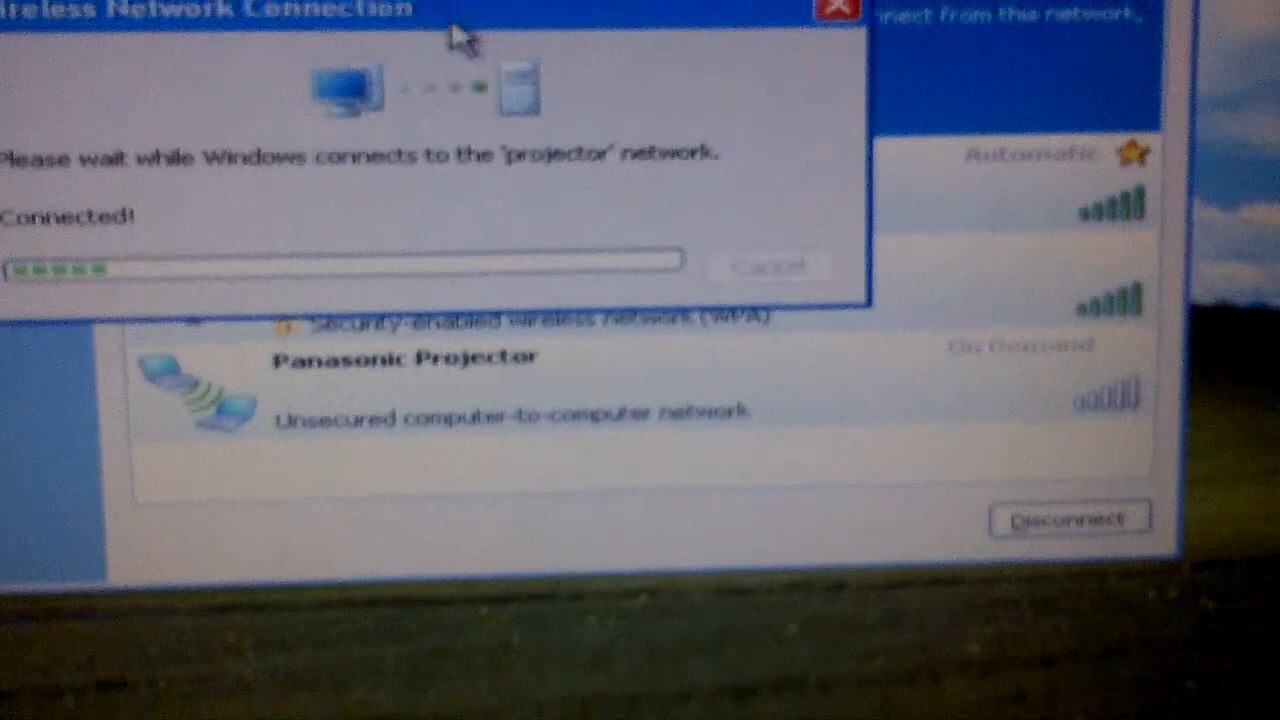 ireless Network Connection
nnect from this network.
Please wait while Windows connects to the 'projector' network.
Automatic
Connected!
Cancel
Security-enabled wireless network (WPA)
Panasonic Projector
On Demand
Unsecured computer-to-computer network
Disconnect